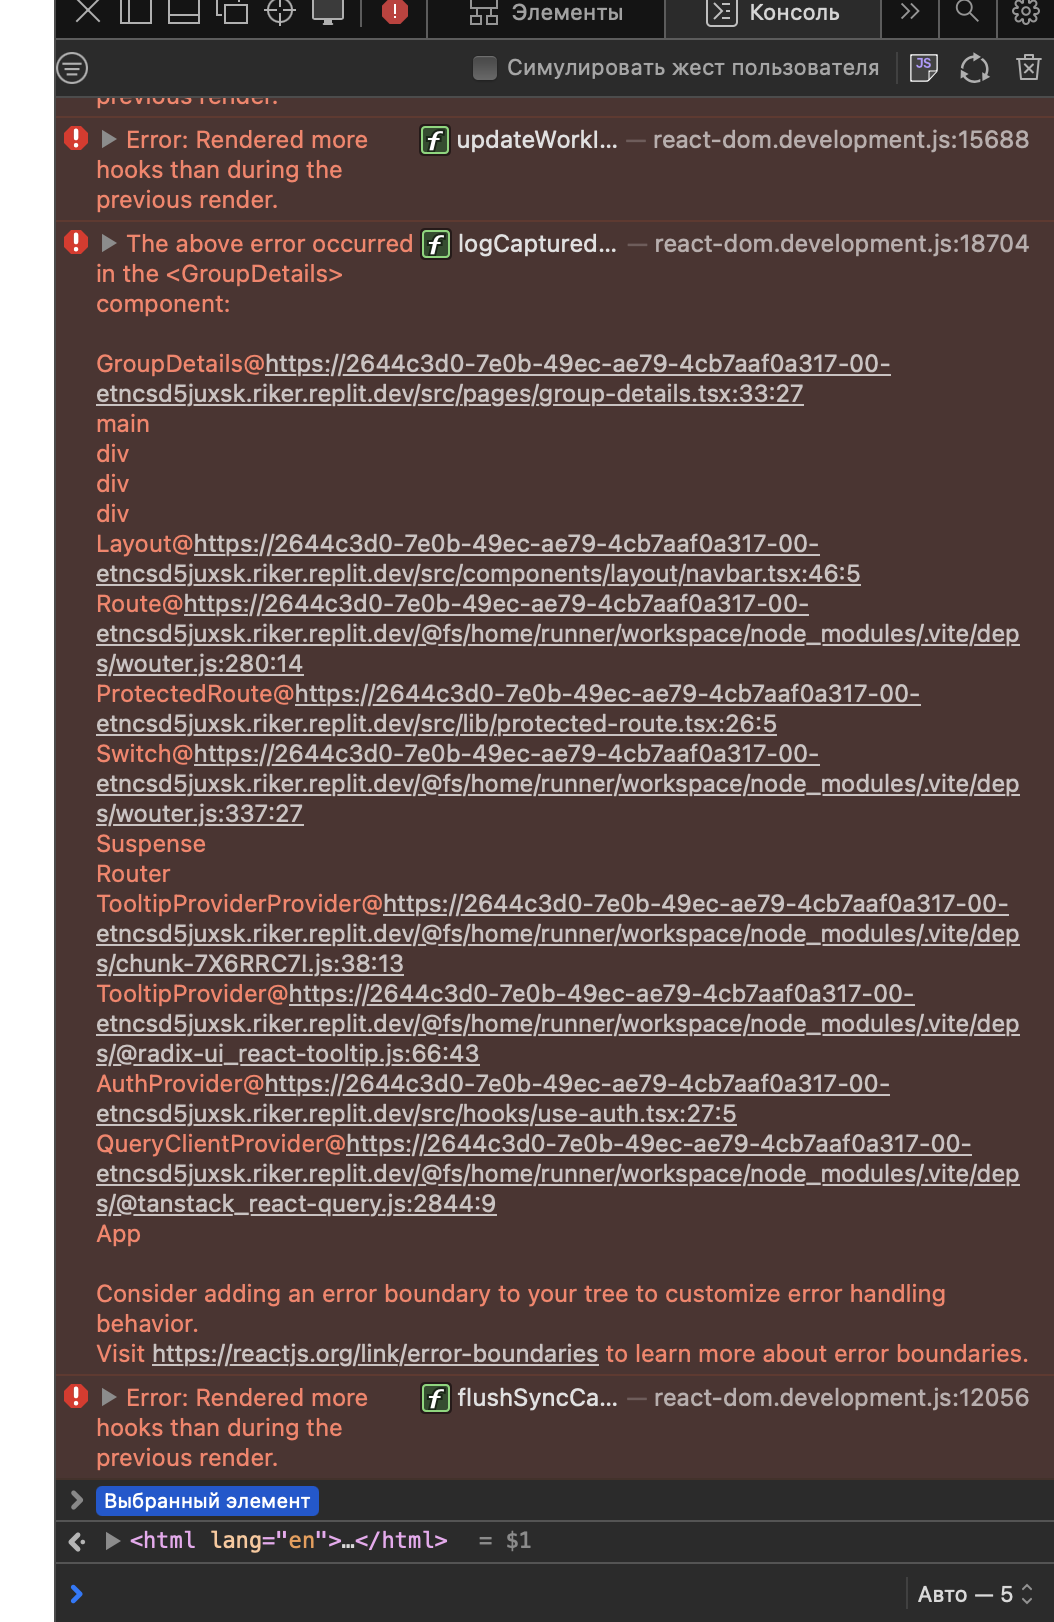 Элементы
Консоль
Симулировать жест пользователя
JS
previous render.
Error: Rendered more hooks than during the previous render.
f updateWorkI... — react-dom.development.js:15688
The above error occurred in the <GroupDetails> component:
f logCaptured... — react-dom.development.js:18704
GroupDetails@https://2644c3d0-7e0b-49ec-ae79-4cb7aaf0a317-00-
etncsd5juxsk.riker.replit.dev/src/pages/group-details.tsx:33:27
main
div
div
div
Layout@https://2644c3d0-7e0b-49ec-ae79-4cb7aaf0a317-00-
etncsd5juxsk.riker.replit.dev/src/components/layout/navbar.tsx:46:5
Route@https://2644c3d0-7e0b-49ec-ae79-4cb7aaf0a317-00-
etncsd5juxsk.riker.replit.dev/@fs/home/runner/workspace/node_modules/.vite/dep
s/wouter.js:280:14
ProtectedRoute@https://2644c3d0-7e0b-49ec-ae79-4cb7aaf0a317-00-
etncsd5juxsk.riker.replit.dev/src/lib/protected-route.tsx:26:5
Switch@https://2644c3d0-7e0b-49ec-ae79-4cb7aaf0a317-00-
etncsd5juxsk.riker.replit.dev/@fs/home/runner/workspace/node_modules/.vite/dep
s/wouter.js:337:27
Suspense
Router
TooltipProviderProvider@https://2644c3d0-7e0b-49ec-ae79-4cb7aaf0a317-00-
etncsd5juxsk.riker.replit.dev/@fs/home/runner/workspace/node_modules/.vite/dep
s/chunk-7X6RRC7I.js:38:13
TooltipProvider@https://2644c3d0-7e0b-49ec-ae79-4cb7aaf0a317-00-
etncsd5juxsk.riker.replit.dev/@fs/home/runner/workspace/node_modules/.vite/dep
s/@radix-ui_react-tooltip.js:66:43
AuthProvider@https://2644c3d0-7e0b-49ec-ae79-4cb7aaf0a317-00-
etncsd5juxsk.riker.replit.dev/src/hooks/use-auth.tsx:27:5
QueryClientProvider@https://2644c3d0-7e0b-49ec-ae79-4cb7aaf0a317-00-
etncsd5juxsk.riker.replit.dev/@fs/home/runner/workspace/node_modules/.vite/dep
s/@tanstack_react-query.js:2844:9
App
Consider adding an error boundary to your tree to customize error handling
behavior.
Visit https://reactjs.org/link/error-boundaries to learn more about error boundaries.
Error: Rendered more hooks than during the previous render.
f flushSyncCa... — react-dom.development.js:12056
Выбранный элемент
<html lang="en">…</html> = $1
Авто — 5